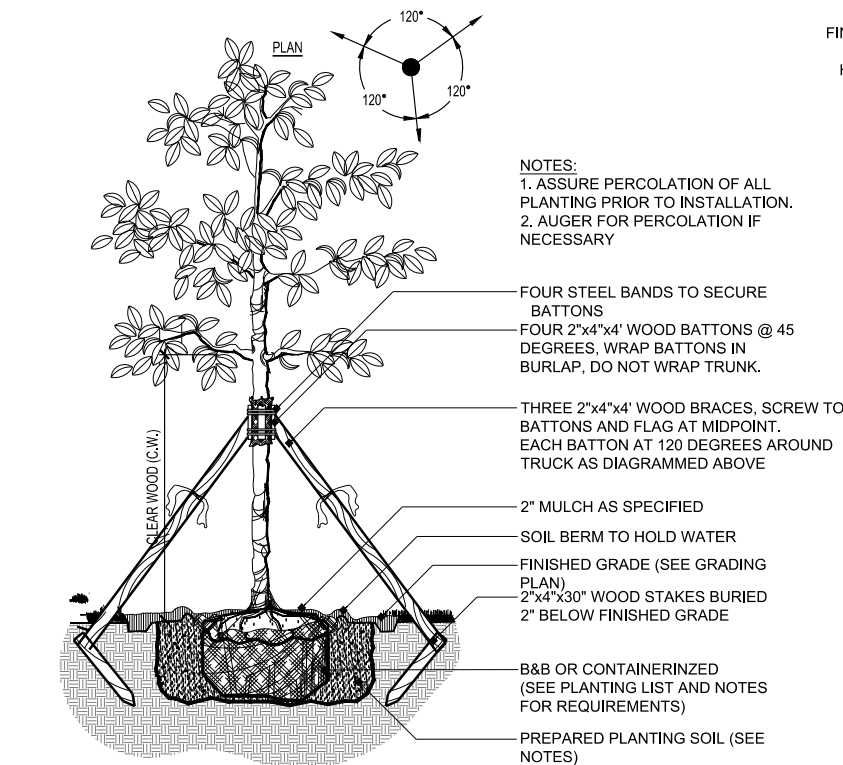 120°
PLAN
120°
120°
FIN
H
NOTES:
1. ASSURE PERCOLATION OF ALL
PLANTING PRIOR TO INSTALLATION.
2. AUGER FOR PERCOLATION IF
NECESSARY
FOUR STEEL BANDS TO SECURE
BATTONS
FOUR 2"x4"x4' WOOD BATTONS @ 45
DEGREES, WRAP BATTONS IN
BURLAP, DO NOT WRAP TRUNK.
THREE 2"x4"x4' WOOD BRACES, SCREW TO
BATTONS AND FLAG AT MIDPOINT.
EACH BATTON AT 120 DEGREES AROUND
TRUCK AS DIAGRAMMED ABOVE
CLEAR WOOD (C.W.)
2" MULCH AS SPECIFIED
SOIL BERM TO HOLD WATER
FINISHED GRADE (SEE GRADING
PLAN)
2"x4"x30" WOOD STAKES BURIED
2" BELOW FINISHED GRADE
B&B OR CONTAINERINZED
(SEE PLANTING LIST AND NOTES
FOR REQUIREMENTS)
PREPARED PLANTING SOIL (SEE
NOTES)